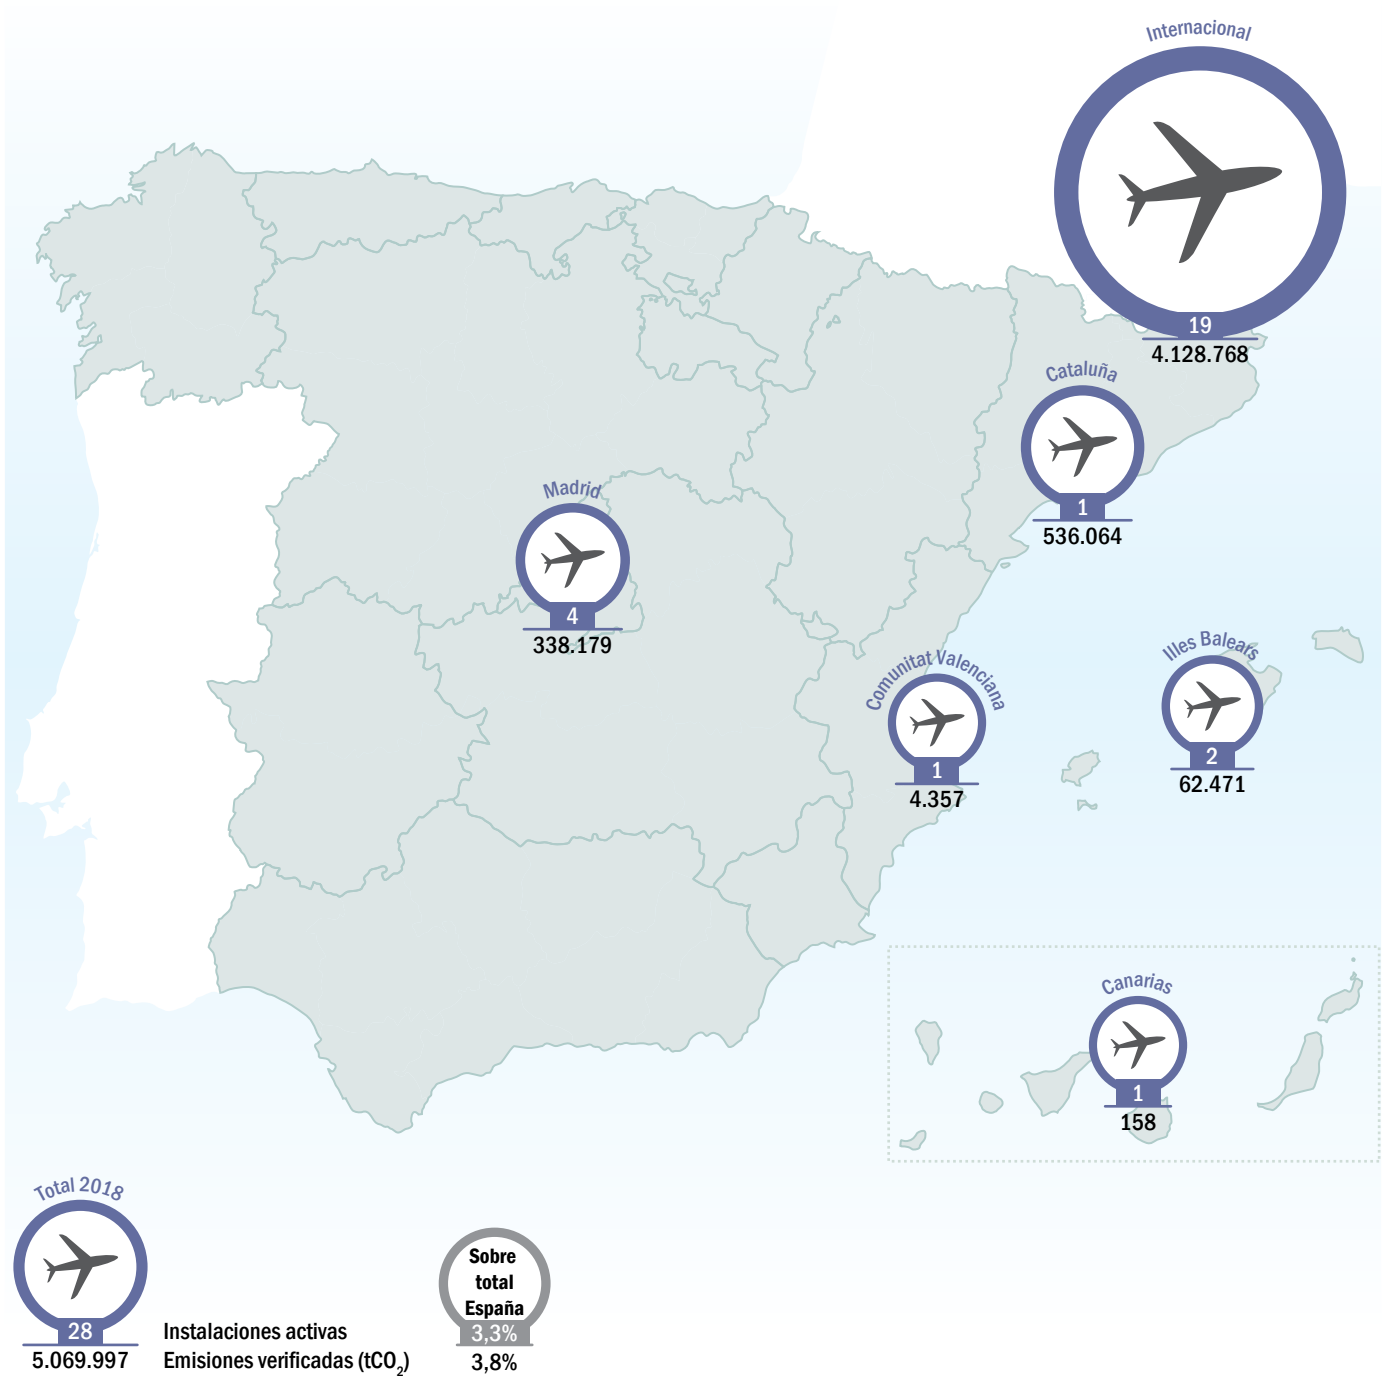 Internacional
19
4.128.768
Cataluña
1
536.064
Madrid
4
338.179
Comunitat Valenciana
1
4.357
Illes Balears
2
62.471
Canarias
1
158
Total 2018
28
5.069.997
Instalaciones activas
Emisiones verificadas (tCO₂)
Sobre
total
España
3,3%
3,8%